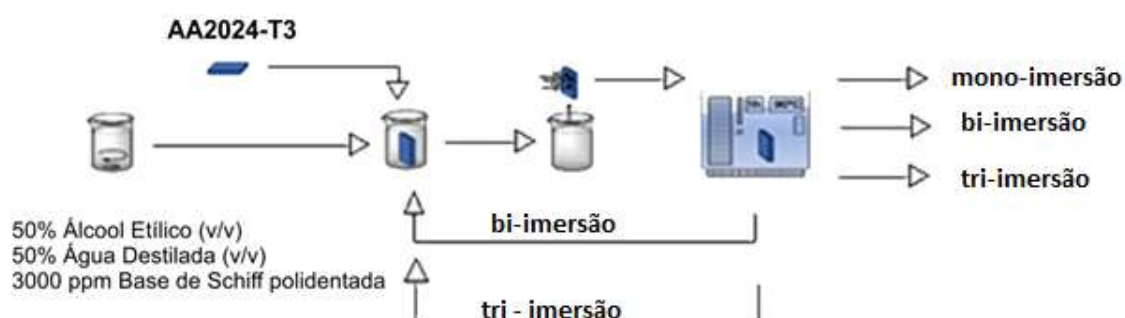 AA2024-T3
mono-imersão
bi-imersão
tri-imersão
bi-imersão
50% Álcool Etílico (v/v)
50% Água Destilada (v/v)
3000 ppm Base de Schiff polidentada
tri - imersão